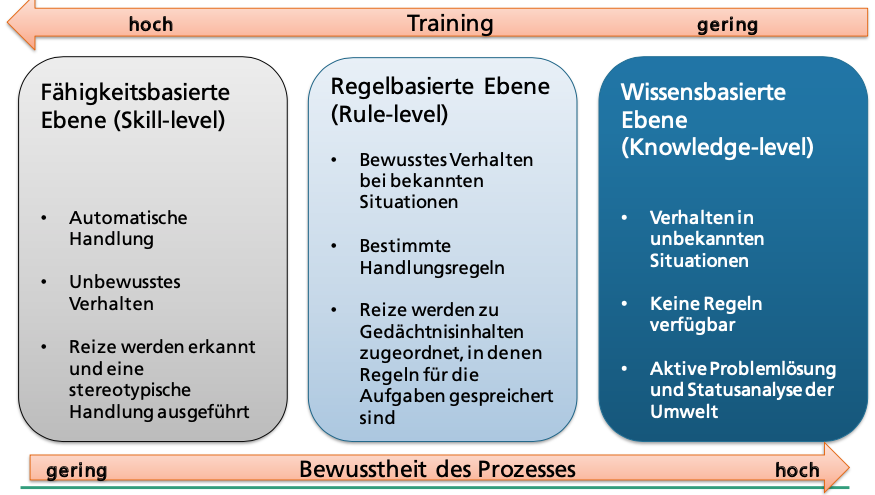 hoch Training gering
Fähigkeitsbasierte
Ebene (Skill-level)
• Automatische
Handlung
• Unbewusstes
Verhalten
• Reize werden erkannt
und eine
stereotypische
Handlung ausgeführt
Regelbasierte Ebene
(Rule-level)
• Bewusstes Verhalten
bei bekannten
Situationen
• Bestimmte
Handlungsregeln
• Reize werden zu
Gedächtnisinhalten
zugeordnet, in denen
Regeln für die
Aufgaben gespreichert
sind
Wissensbasierte
Ebene
(Knowledge-level)
• Verhalten in
unbekannten
Situationen
• Keine Regeln
verfügbar
• Aktive Problemlösung
und Statusanalyse der
Umwelt
gering Bewusstheit des Prozesses hoch